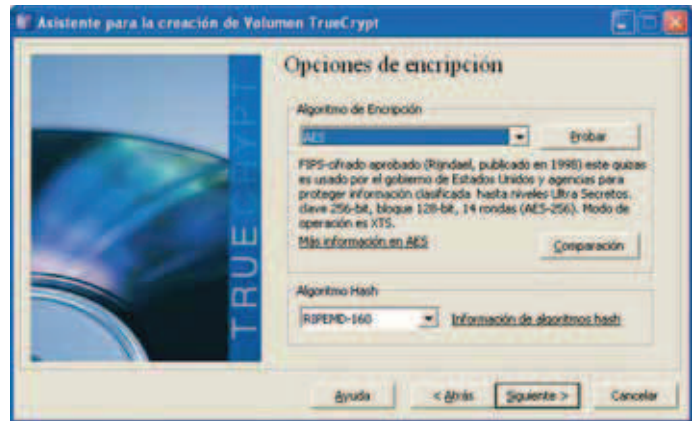 Asistente para la creación de Volumen TrueCrypt
TRUECRYPT
Opciones de encripción
Algoritmo de Encripción
AES
Probar
FIPS-cifrado aprobado (Rijndael, publicado en 1998) este quizas
es usado por el gobierno de Estados Unidos y agencias para
proteger información clasificada hasta niveles Ultra Secretos.
clave 256-bit, bloque 128-bit, 14 rondas (AES-256). Modo de
operación es XTS.
Más información en AES
Comparación
Algoritmo Hash
RIPEMD-160
Información de algoritmos hash
Ayuda
< Atrás
Siguiente >
Cancelar